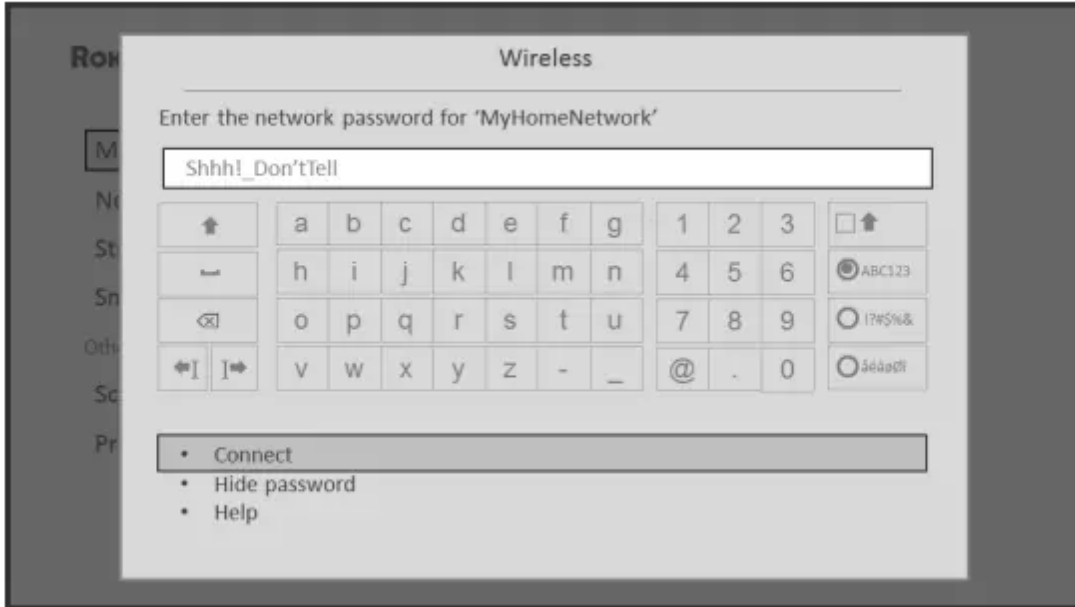 Wireless
Enter the network password for ‘MyHomeNetwork’
Shhh!_Don’tTell
a b c d e f g 1 2 3
h i j k l m n 4 5 6 ABC123
o p q r s t u 7 8 9 !?#$%&
v w x y z - _ @ . 0
• Connect
• Hide password
• Help